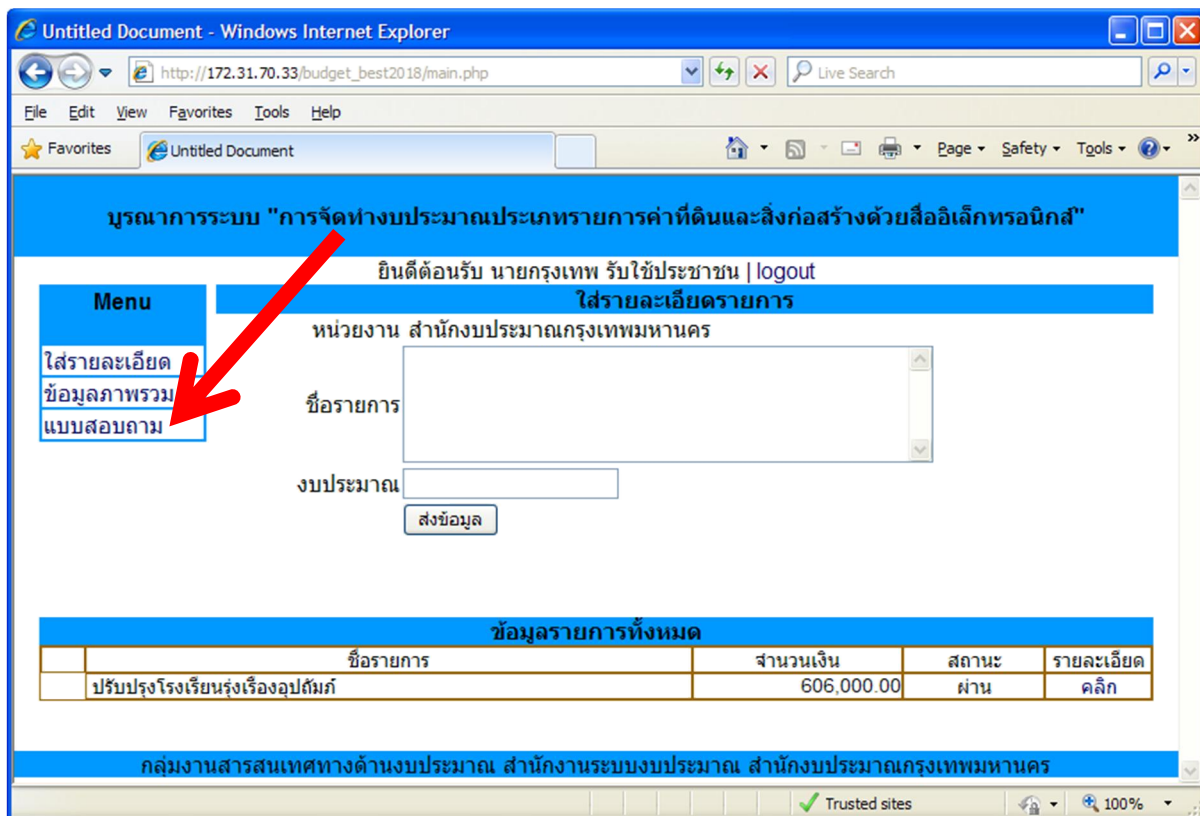 Untitled Document - Windows Internet Explorer
http://172.31.70.33/budget_best2018/main.php
Live Search
File Edit View Favorites Tools Help
Favorites Untitled Document Page Safety Tools
บูรณาการระบบ "การจัดทำงบประมาณประเภทรายการค่าที่ดินและสิ่งก่อสร้างด้วยสื่ออิเล็กทรอนิกส์"
ยินดีต้อนรับ นายกรุงเทพ รับใช้ประชาชน | logout
Menu
ใส่รายละเอียด
ข้อมูลภาพรวม
แบบสอบถาม
ใส่รายละเอียดรายการ
หน่วยงาน สำนักงบประมาณกรุงเทพมหานคร
ชื่อรายการ
งบประมาณ
ส่งข้อมูล
ข้อมูลรายการทั้งหมด
ชื่อรายการ จำนวนเงิน สถานะ รายละเอียด
ปรับปรุงโรงเรียนรุ่งเรืองอุปถัมภ์ 606,000.00 ผ่าน คลิก
กลุ่มงานสารสนเทศทางด้านงบประมาณ สำนักงานระบบงบประมาณ สำนักงบประมาณกรุงเทพมหานคร
Trusted sites 100%